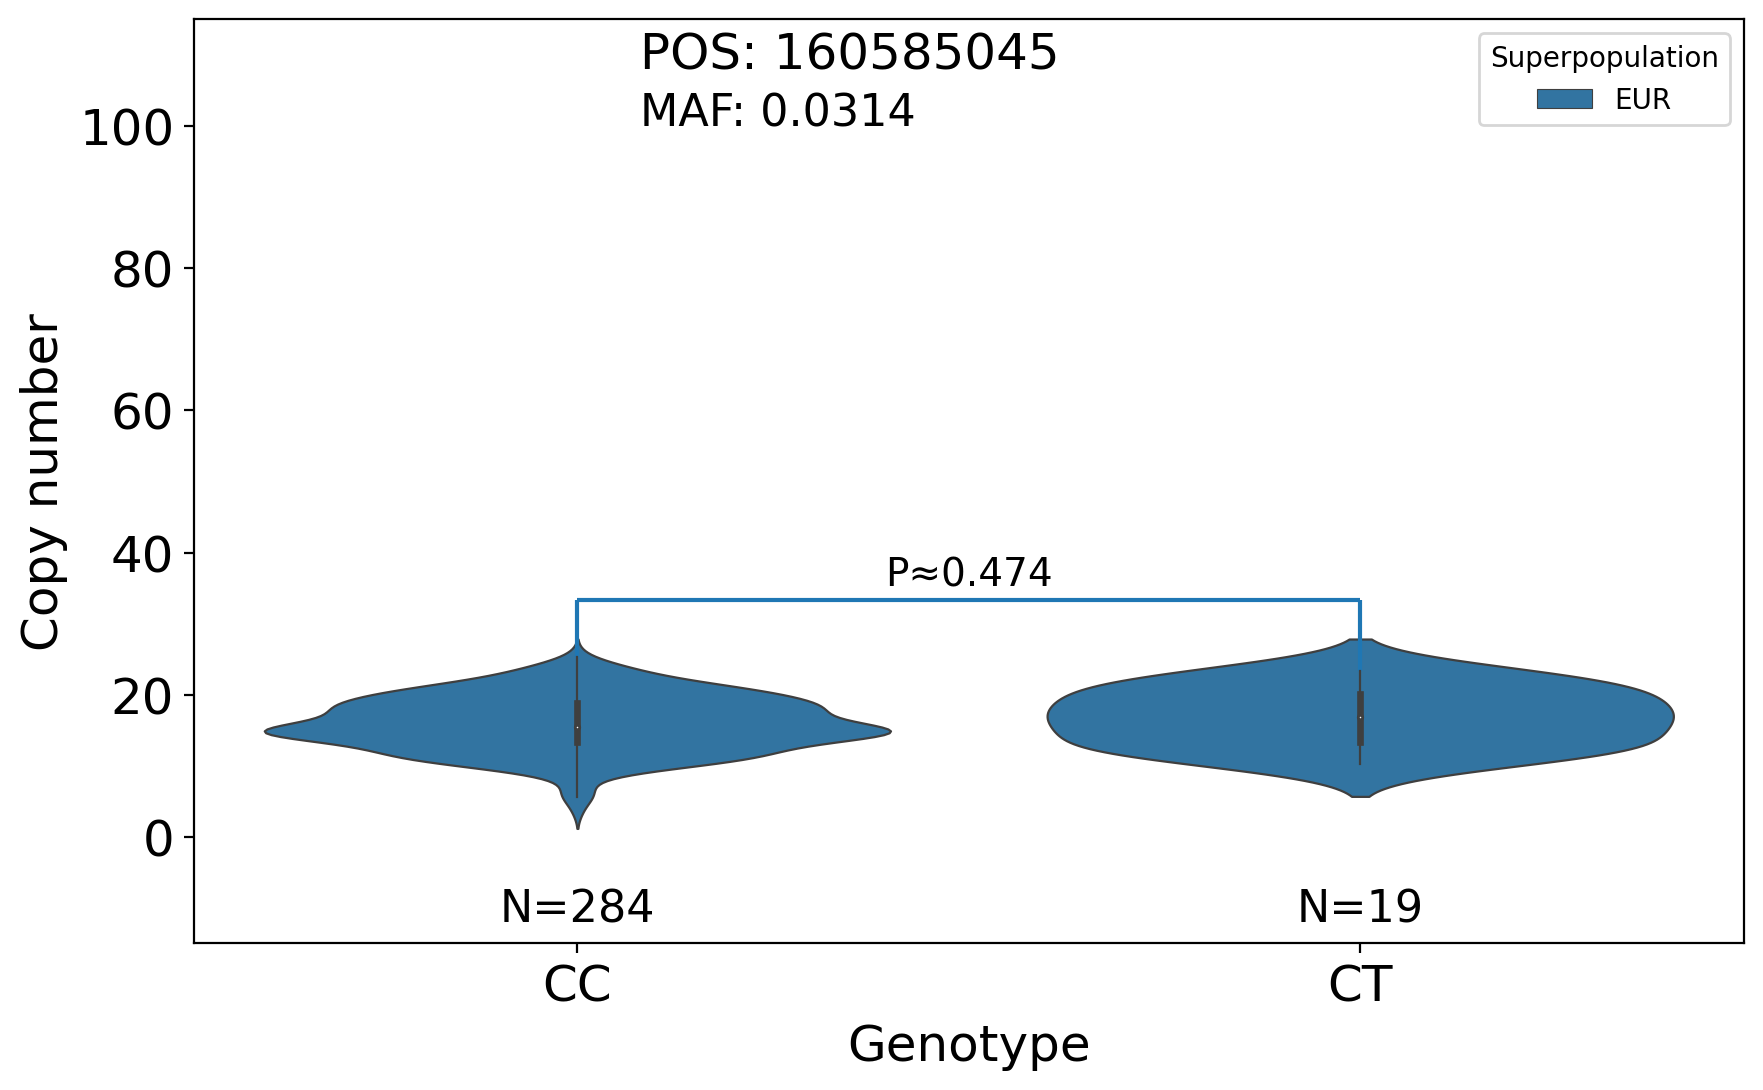 POS: 160585045
MAF: 0.0314
Superpopulation
EUR
Copy number
100
80
60
40
20
0
P≈0.474
N=284
N=19
CC
CT
Genotype